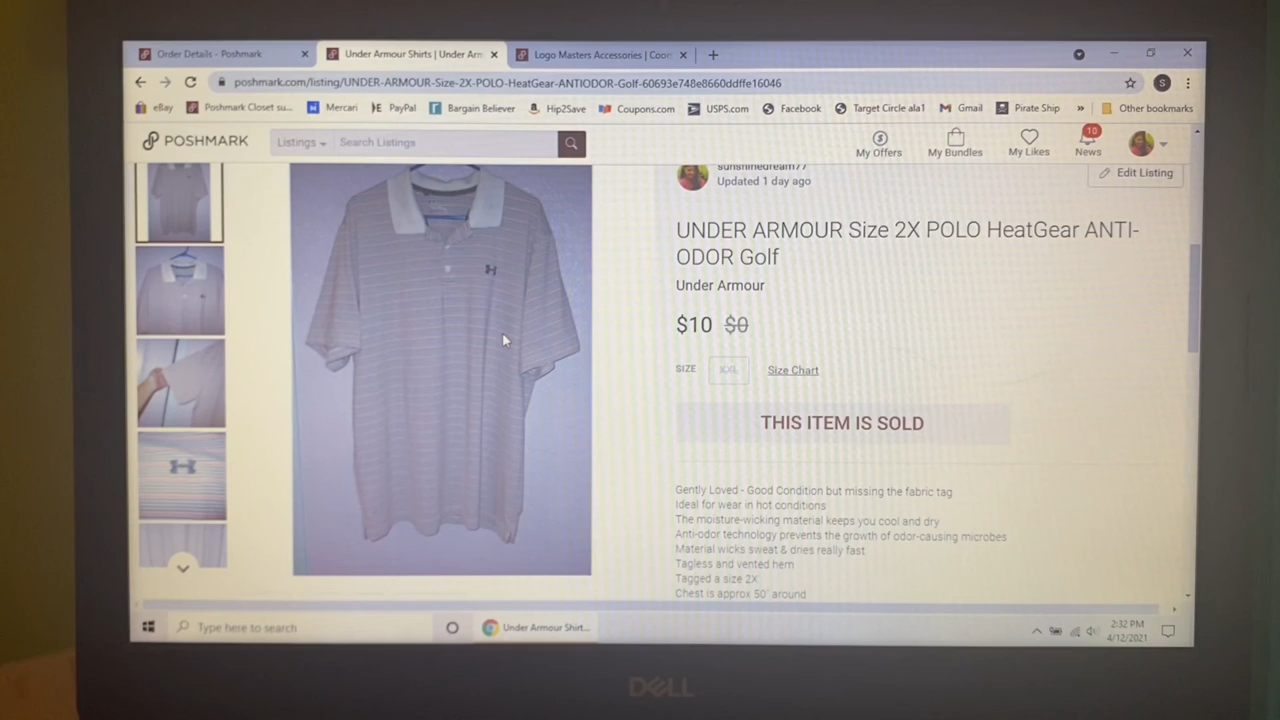 Order Details - Poshmark
Under Armour Shirts | Under Arm
Logo Masters Accessories | Coon
poshmark.com/listing/UNDER-ARMOUR-Size-2X-POLO-HeatGear-ANTIODOR-Golf-60693e748e8660ddffe16046
S
eBay
Poshmark Closet su...
Mercari
PayPal
Bargain Believer
Hip2Save
Coupons.com
USPS.com
Facebook
Target Circle ala1
Gmail
Pirate Ship
»
Other bookmarks
POSHMARK
Listings
Search Listings
My Offers
My Bundles
My Likes
10
News
sunshinedream77
Updated 1 day ago
Edit Listing
UNDER ARMOUR Size 2X POLO HeatGear ANTI-
ODOR Golf
Under Armour
$10 $0
SIZE XXL Size Chart
THIS ITEM IS SOLD
Gently Loved - Good Condition but missing the fabric tag
Ideal for wear in hot conditions
The moisture-wicking material keeps you cool and dry
Anti-odor technology prevents the growth of odor-causing microbes
Material wicks sweat & dries really fast
Tagless and vented hem
Tagged a size 2X
Chest is approx 50" around
Type here to search
Under Armour Shirt...
2:32 PM
4/12/2021
DELL